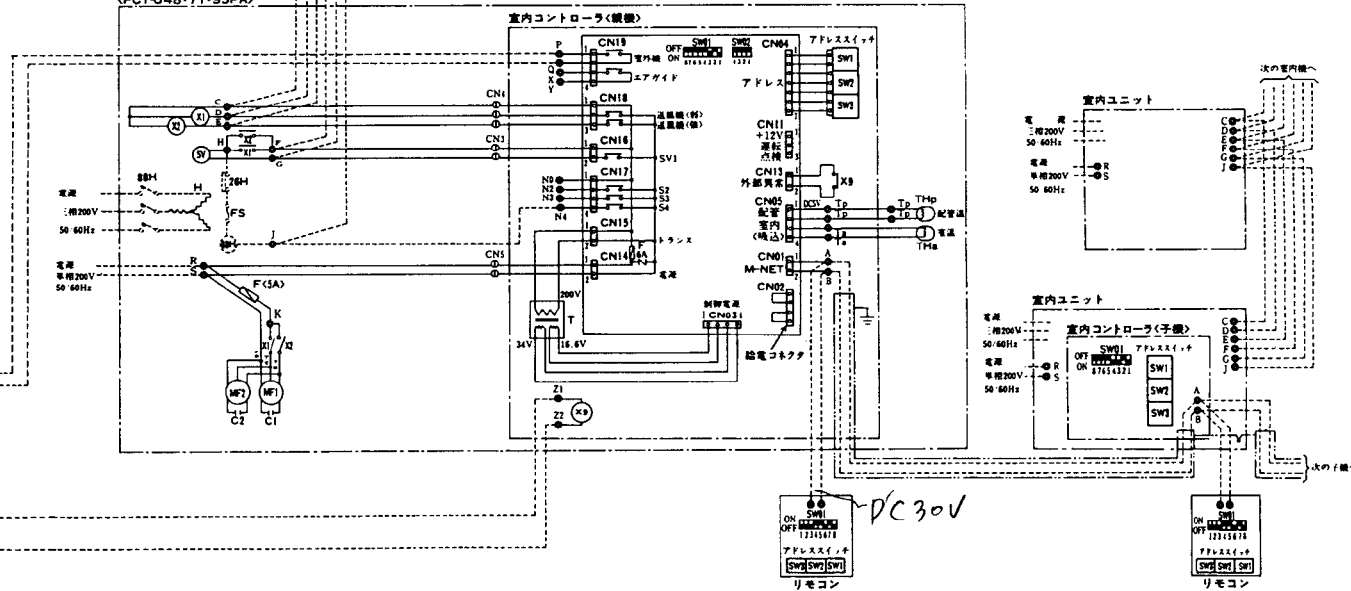 室内コントローラ<親機>
P
Q
X
Y
CN19
室外機
エアガイド
OFF
ON
SW01
87654321
SW02
4321
CN04
アドレス
アドレススイッチ
SW1
SW2
SW3
C
D
E
X1
X2
CN4
CN18
送風機(弱)
送風機(強)
CN11
+12V
運転
点検
H
F
G
X2
X1
SV
CN3
CN16
SV1
CN13
外部異常
X9
26H
FS
88H
H
電源
三相200V
50/60Hz
88H
J
N0
N2
N3
N4
CN17
S2
S3
S4
CN05
配管
室内
(吸込)
DC5V
Tp
Tp
Tp
Tp
THp
配管温
室温
THa
CN15
トランス
F
6A
CN5
CN14
電源
R
S
電源
単相200V
50/60Hz
CN01
M-NET
A
B
CN02
給電コネクタ
制御電源
CN03
200V
T
34V
16.6V
F<5A>
K
X1
X2
MF2
MF1
C2
C1
Z1
Z2
X9
DC30V
SW01
ON
OFF
12345678
アドレススイッチ
SW3
SW2
SW1
リモコン
次の室内機へ
室内ユニット
電源
三相200V
50/60Hz
電源
単相200V
50/60Hz
R
S
C
D
E
F
G
J
室内ユニット
電源
三相200V
50/60Hz
電源
単相200V
50/60Hz
R
S
室内コントローラ<子機>
SW01
OFF
ON
87654321
アドレススイッチ
SW1
SW2
SW3
A
B
C
D
E
F
G
J
次の子機へ
SW01
ON
OFF
12345678
アドレススイッチ
SW3
SW2
SW1
リモコン